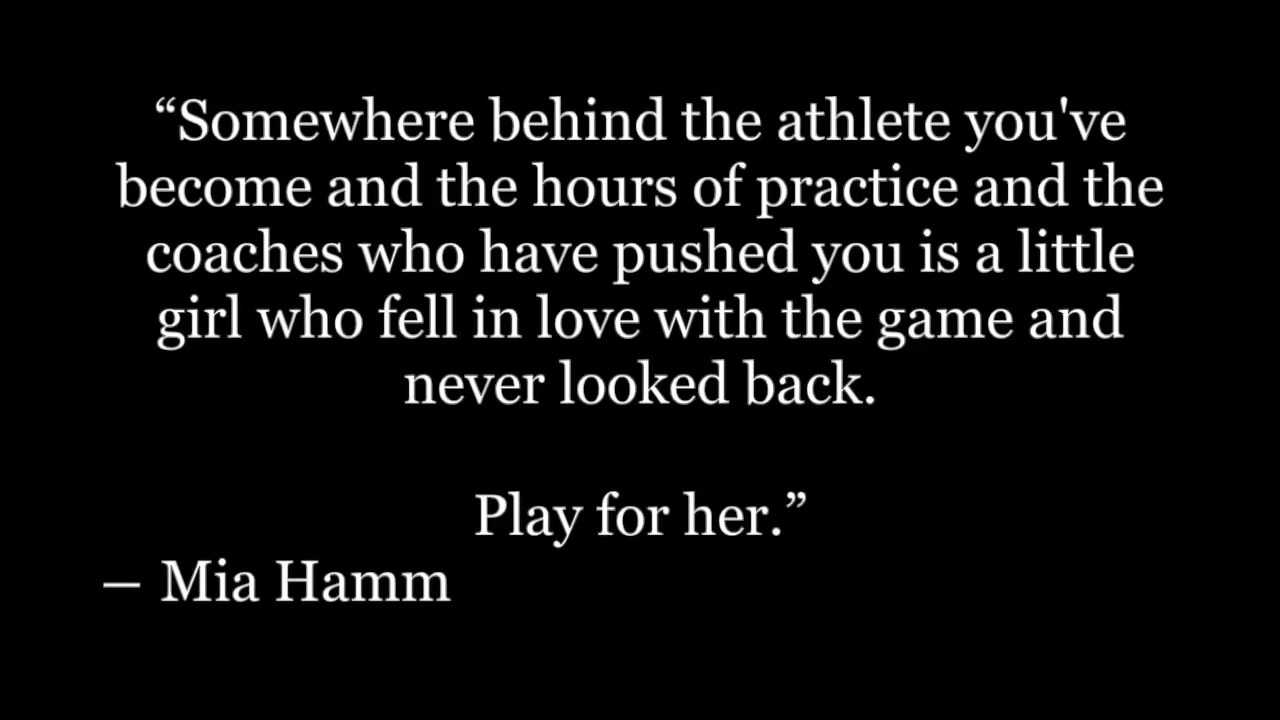 “Somewhere behind the athlete you've
become and the hours of practice and the
coaches who have pushed you is a little
girl who fell in love with the game and
never looked back.
Play for her.”
— Mia Hamm